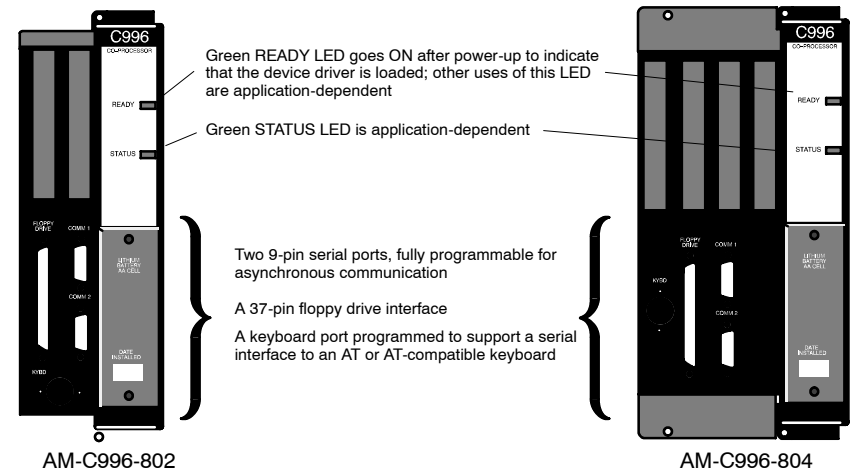 C996
CO-PROCESSOR
READY
STATUS
FLOPPY
DRIVE
COMM 1
COMM 2
KYBD
LITHIUM
BATTERY
AA CELL
DATE
INSTALLED
AM-C996-802
Green READY LED goes ON after power-up to indicate
that the device driver is loaded; other uses of this LED
are application-dependent
Green STATUS LED is application-dependent
Two 9-pin serial ports, fully programmable for
asynchronous communication
A 37-pin floppy drive interface
A keyboard port programmed to support a serial
interface to an AT or AT-compatible keyboard
C996
CO-PROCESSOR
READY
STATUS
FLOPPY
DRIVE
COMM 1
KYBD
COMM 2
LITHIUM
BATTERY
AA CELL
DATE
INSTALLED
AM-C996-804